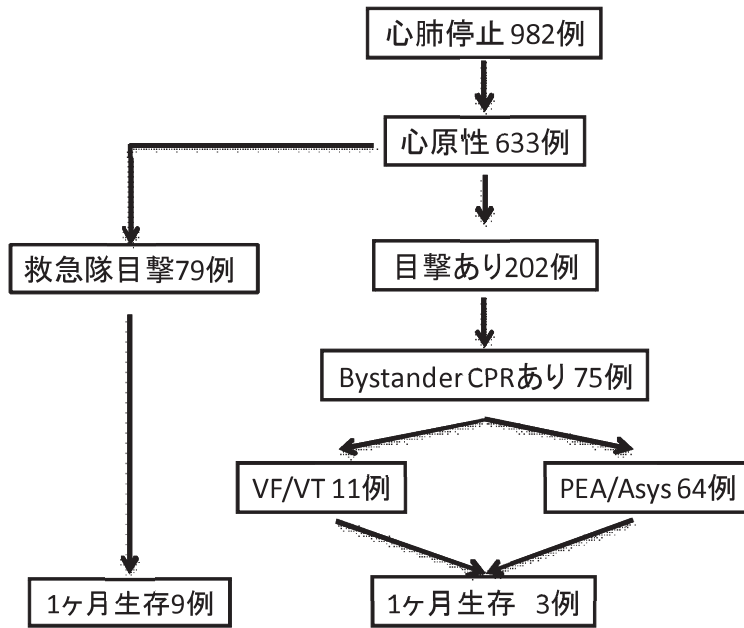 心肺停止 982例
心原性 633例
救急隊目撃79例
目撃あり202例
Bystander CPRあり 75例
VF/VT 11例
PEA/Asys 64例
1ヶ月生存9例
1ヶ月生存 3例